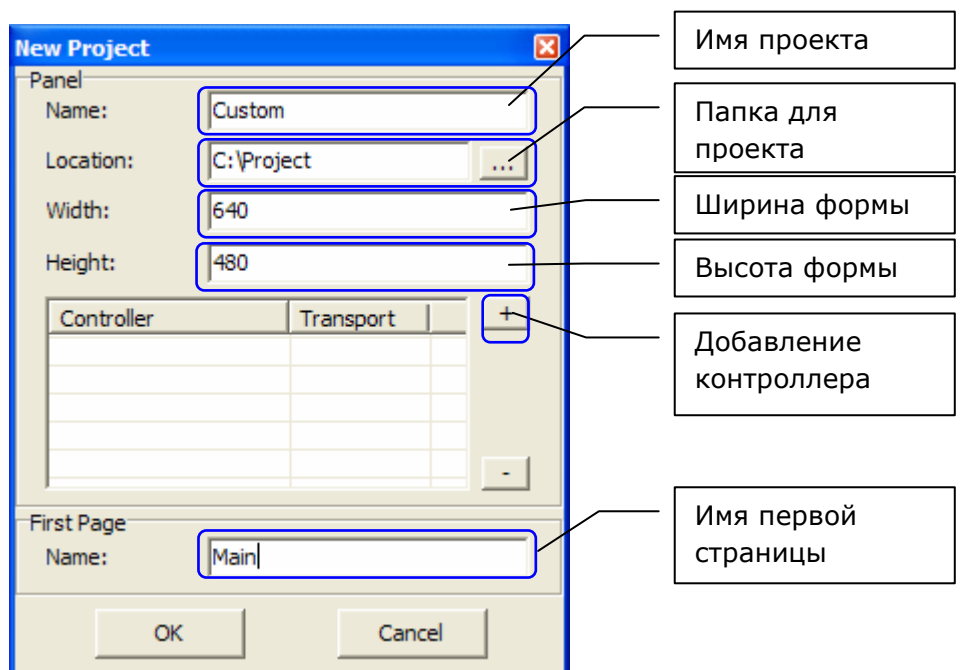 New Project
Panel
Name:
Custom
Location:
C:\Project
...
Width:
640
Height:
480
Controller
Transport
+
-
First Page
Name:
Main
OK
Cancel
Имя проекта
Папка для
проекта
Ширина формы
Высота формы
Добавление
контроллера
Имя первой
страницы